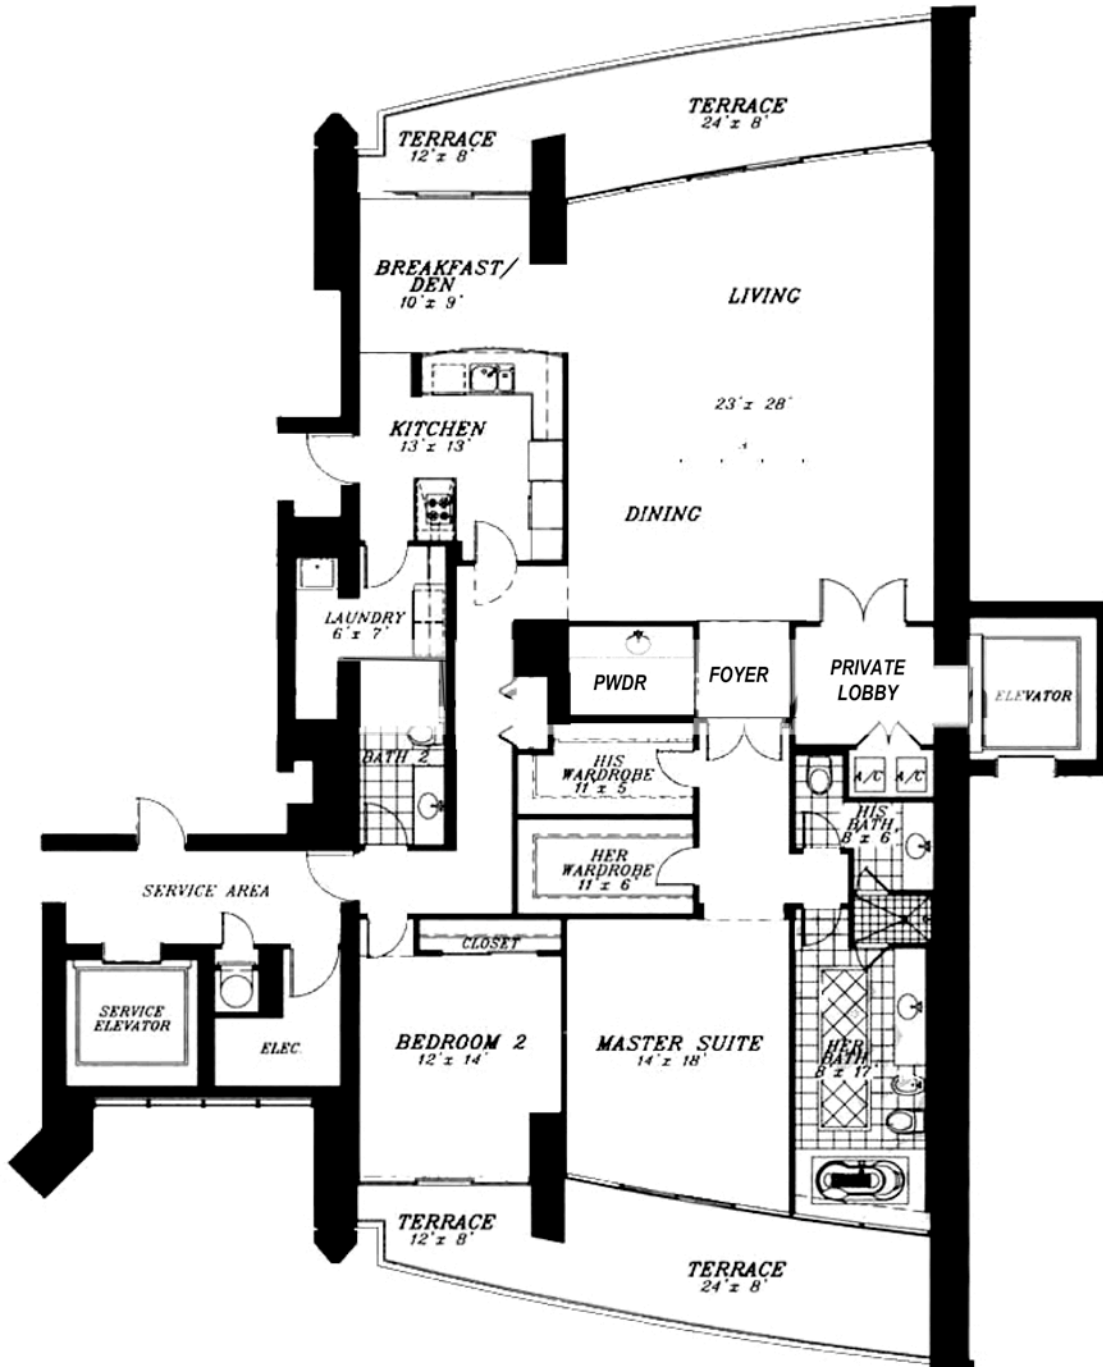 TERRACE
24' x 8'
TERRACE
12' x 8'
BREAKFAST/
DEN
10' x 9'
LIVING
23' x 28'
KITCHEN
13' x 13'
DINING
LAUNDRY
6' x 7'
PWDR
FOYER
PRIVATE
LOBBY
ELEVATOR
BATH 2
HIS
WARDROBE
11' x 5'
A/C
A/C
HIS
BATH
8' x 6'
HER
WARDROBE
11' x 6'
SERVICE AREA
CLOSET
SERVICE
ELEVATOR
ELEC.
BEDROOM 2
12' x 14'
MASTER SUITE
14' x 18'
HER
BATH
8' x 17'
TERRACE
12' x 8'
TERRACE
24' x 8'